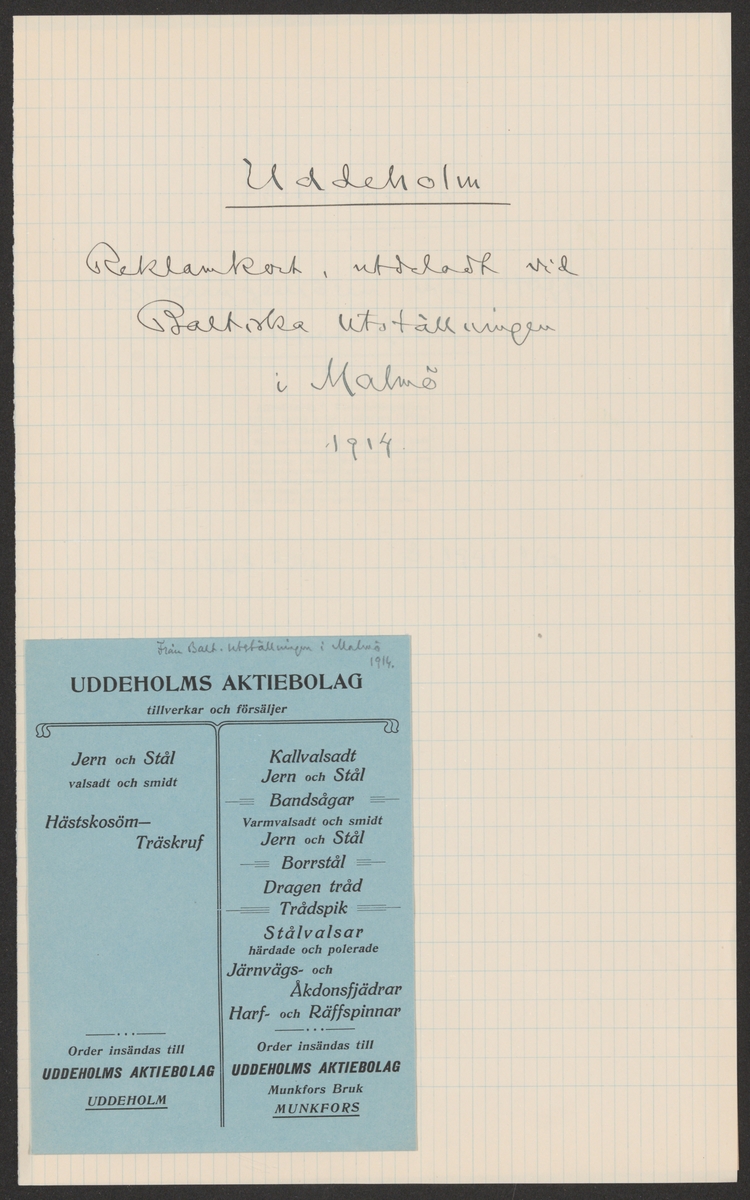 Uddeholm
Reklamkort, utdeladt vid
Baltiska Utställningen
i Malmö
1914.
Från Balt. Utställningen i Malmö
1914.
UDDEHOLMS AKTIEBOLAG
tillverkar och försäljer
Jern och Stål
valsadt och smidt
Hästskosöm—
Träskruf
Order insändas till
UDDEHOLMS AKTIEBOLAG
UDDEHOLM
Kallvalsadt
Jern och Stål
Bandsågar
Varmvalsadt och smidt
Jern och Stål
Borrstål
Dragen tråd
Trådspik
Stålvalsar
härdade och polerade
Järnvägs- och
Åkdonsfjädrar
Harf- och Räffspinnar
Order insändas till
UDDEHOLMS AKTIEBOLAG
Munkfors Bruk
MUNKFORS